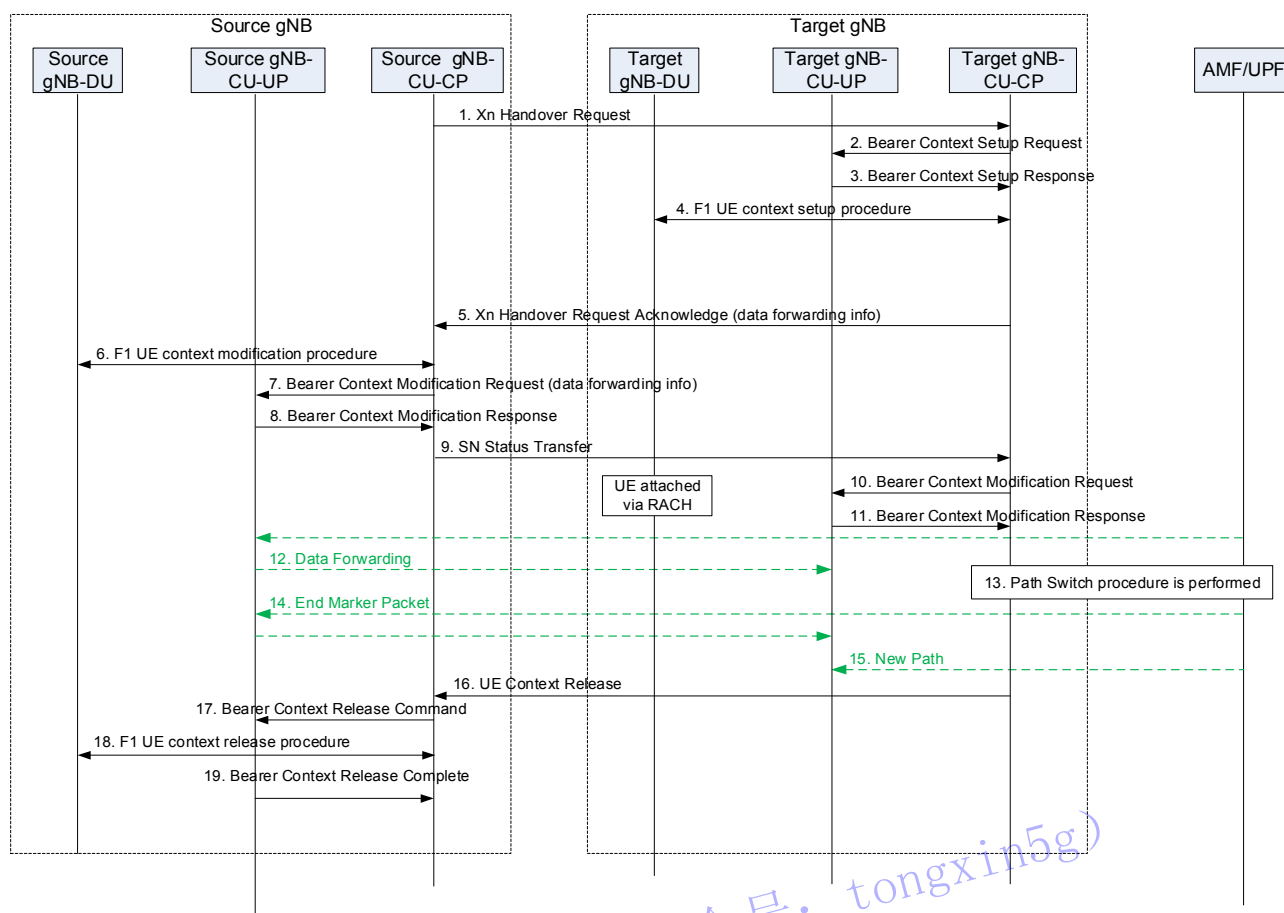 Source gNB
Target gNB
Source
gNB-DU
Source gNB-
CU-UP
Source gNB-
CU-CP
Target
gNB-DU
Target gNB-
CU-UP
Target gNB-
CU-CP
AMF/UPF
1. Xn Handover Request
2. Bearer Context Setup Request
3. Bearer Context Setup Response
4. F1 UE context setup procedure
5. Xn Handover Request Acknowledge (data forwarding info)
6. F1 UE context modification procedure
7. Bearer Context Modification Request (data forwarding info)
8. Bearer Context Modification Response
9. SN Status Transfer
UE attached
via RACH
10. Bearer Context Modification Request
11. Bearer Context Modification Response
12. Data Forwarding
13. Path Switch procedure is performed
14. End Marker Packet
15. New Path
16. UE Context Release
17. Bearer Context Release Command
18. F1 UE context release procedure
19. Bearer Context Release Complete
号: tongxin5g)